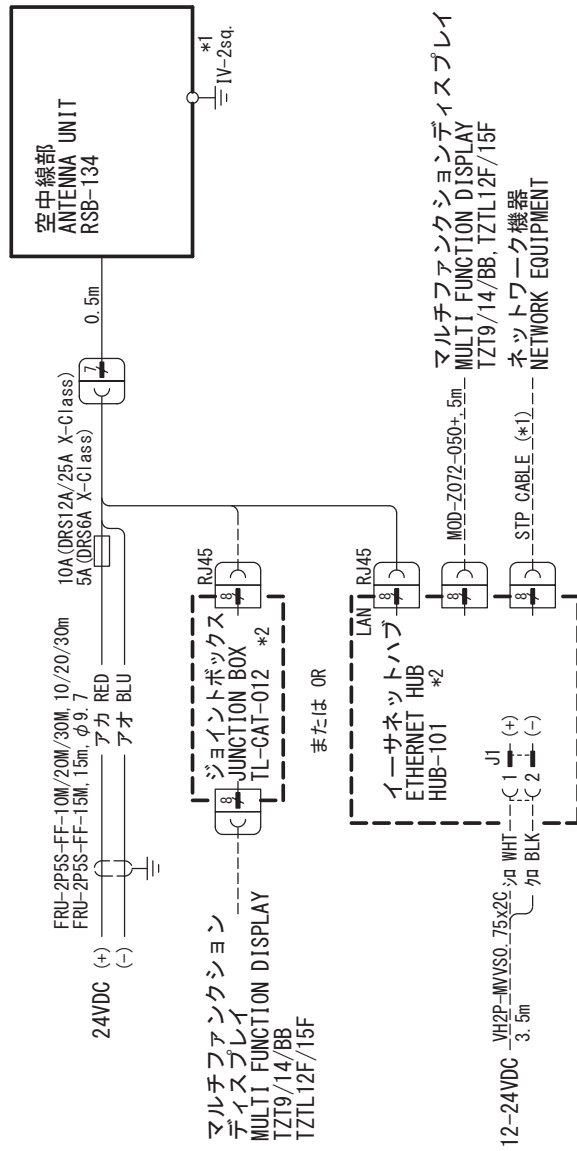 空中線部
ANTENNA UNIT
RSB-134
*1
IV-2sq.
0.5m
7
10A(DRS12A/25A X-Class)
5A(DRS6A X-Class)
FRU-2P5S-FF-10M/20M/30M, 10/20/30m
FRU-2P5S-FF-15M, 15m, φ9.7
24VDC (+)
(-)
アカ RED
アオ BLU
マルチファンクション
ディスプレイ
MULTI FUNCTION DISPLAY
TZT9/14/BB
TZTL12F/15F
8
ジョイントボックス
JUNCTION BOX
TL-CAT-012 *2
8
RJ45
または OR
イーサネットハブ
ETHERNET HUB
HUB-101 *2
LAN
RJ45
8
8
8
MOD-Z072-050+, 5m
マルチファンクションディスプレイ
MULTI FUNCTION DISPLAY
TZT9/14/BB, TZTL12F/15F
STP CABLE (*1)
ネットワーク機器
NETWORK EQUIPMENT
12-24VDC
VH2P-MVVS0.75x2C
3.5m
シロ WHT
クロ BLK
J1
1 (+)
2 (-)